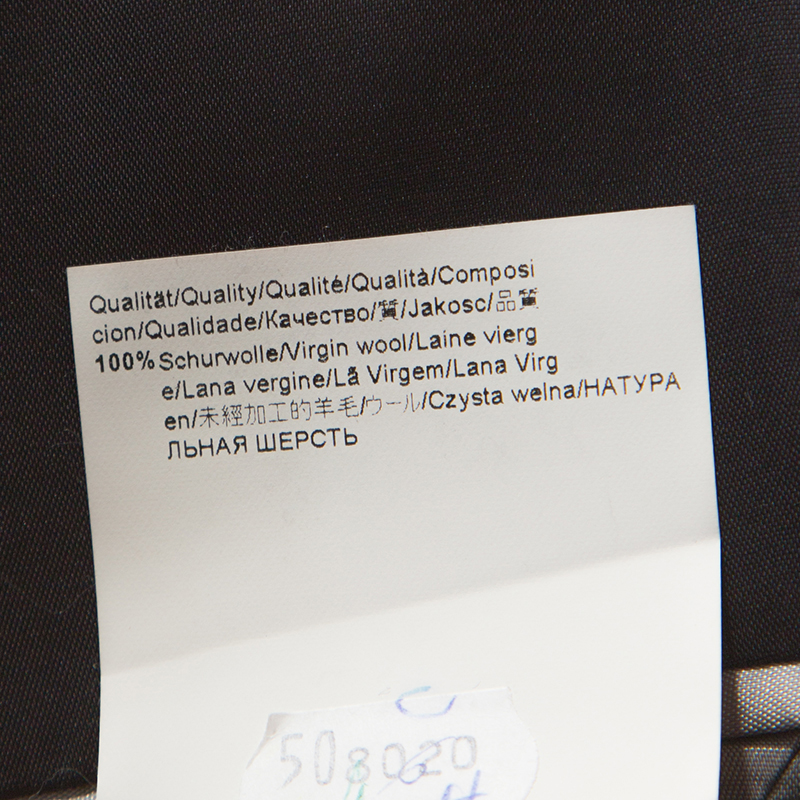 Qualität/Quality/Qualité/Qualità/Composi
cion/Qualidade/Качество/質/Jakosc/品質
100% Schurwolle/Virgin wool/Laine vierg
e/Lana vergine/Lã Virgem/Lana Virg
en/未經加工的羊毛/ウール/Czysta welna/НАТУРА
ЛЬНАЯ ШЕРСТЬ
508020